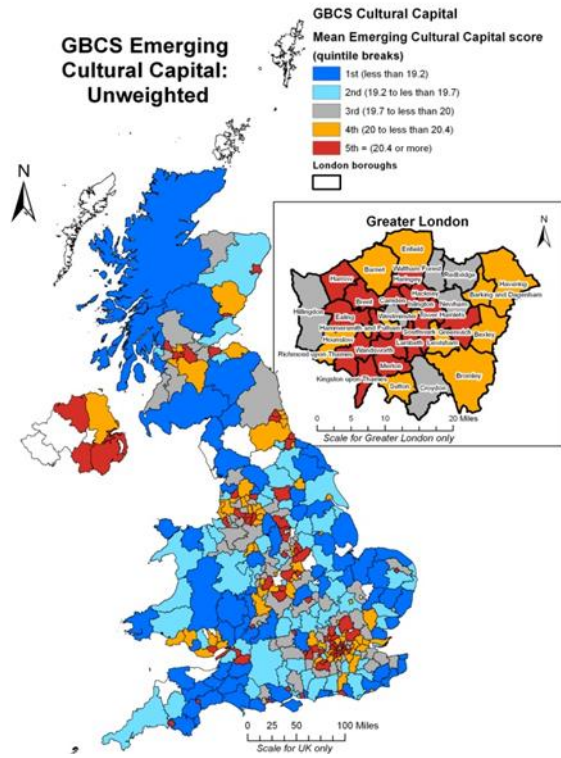 GBCS Emerging
Cultural Capital:
Unweighted
GBCS Cultural Capital
Mean Emerging Cultural Capital score
(quintile breaks)
1st (less than 19.2)
2nd (19.2 to les than 19.7)
3rd (19.7 to less than 20)
4th (20 to less than 20.4)
5th = (20.4 or more)
London boroughs
N
Greater London
N
Enfield
Barnet
Waltham Forest
Haringey
Redbridge
Harrow
Havering
Hackney
Barking and Dagenham
Brent
Camden
Islington
Newham
Hillingdon
Ealing
Westminster
Tower Hamlets
Hammersmith and Fulham
Southwark
Greenwich
Hounslow
Bexley
Richmond upon Thames
Wandsworth
Lambeth
Lewisham
Merton
Kingston upon Thames
Sutton
Croydon
Bromley
0 5 10 20 Miles
Scale for Greater London only
0 25 50 100 Miles
Scale for UK only